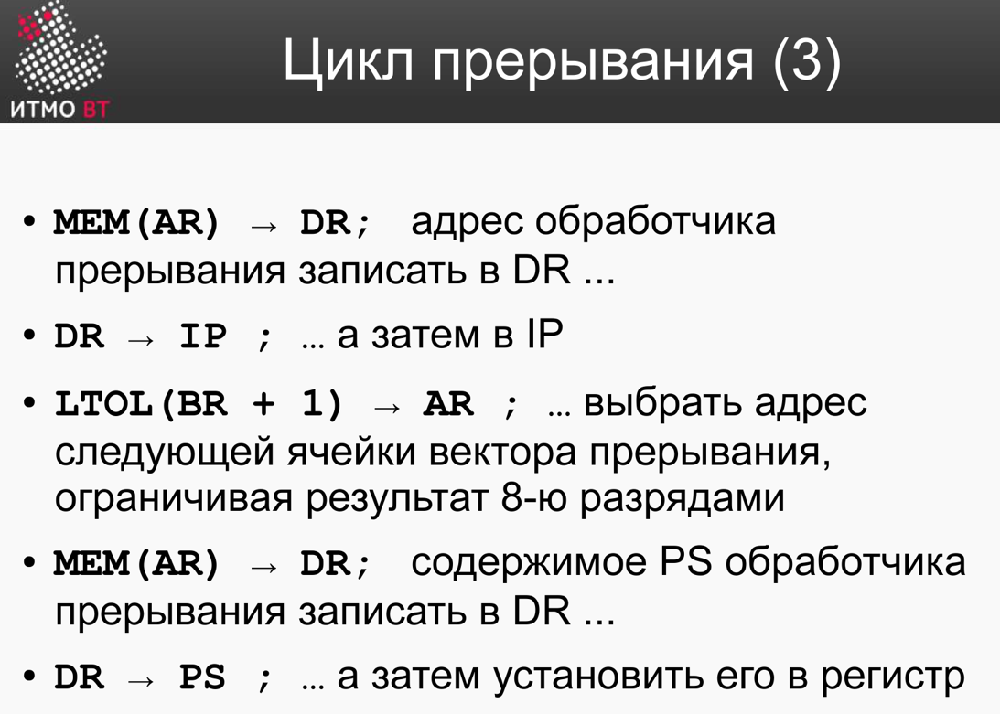 Цикл прерывания (3)
ИТМО ВТ
• MEM(AR) → DR; адрес обработчика
прерывания записать в DR ...
• DR → IP ; … а затем в IP
• LTOL(BR + 1) → AR ; … выбрать адрес
следующей ячейки вектора прерывания,
ограничивая результат 8-ю разрядами
• MEM(AR) → DR; содержимое PS обработчика
прерывания записать в DR ...
• DR → PS ; … а затем установить его в регистр